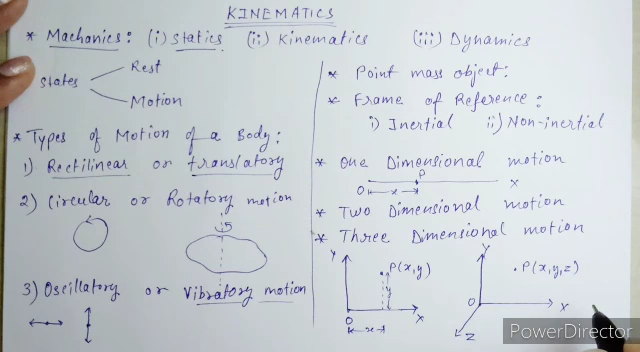 KINEMATICS
* Mechanics: (i) Statics (ii) Kinematics (iii) Dynamics
States
Rest
Motion
* Types of Motion of a Body:
1) Rectilinear or translatory
2) Circular or Rotatory motion
3) Oscillatory or Vibratory motion
* Point mass object:
* Frame of Reference:
i) Inertial ii) Non-inertial
* One Dimensional motion
P
O x X
* Two Dimensional motion
* Three Dimensional motion
Y P(x,y) y O x X
Y P(x,y,z) O X Z
PowerDirector